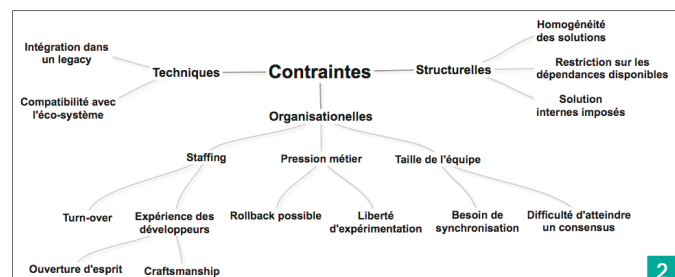 Homogénéité
des solutions
Intégration dans
un legacy
Techniques
Contraintes
Structurelles
Restriction sur les
dépendances disponibles
Compatibilité avec
l'éco-système
Solution
internes imposés
Organisationelles
Staffing
Pression métier
Taille de l'équipe
Turn-over
Expérience des
développeurs
Rollback possible
Liberté
d'expérimentation
Besoin de
synchronisation
Difficulté d'atteindre
un consensus
Ouverture d'esprit
Craftsmanship
2